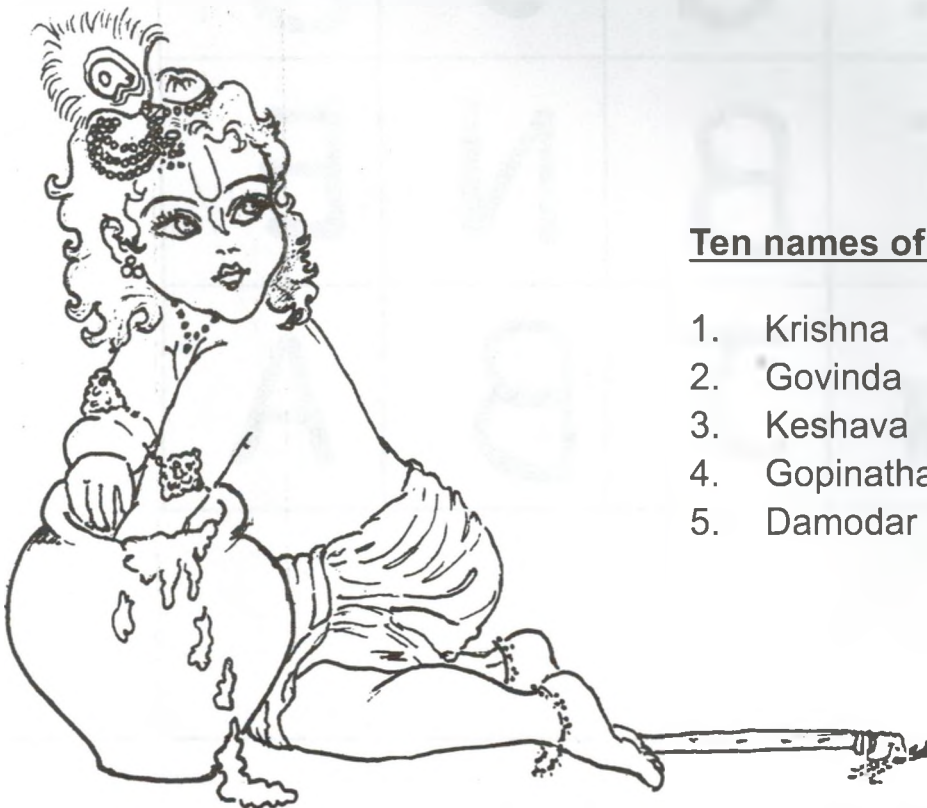 Ten names of
1. Krishna
2. Govinda
3. Keshava
4. Gopinatha
5. Damodar